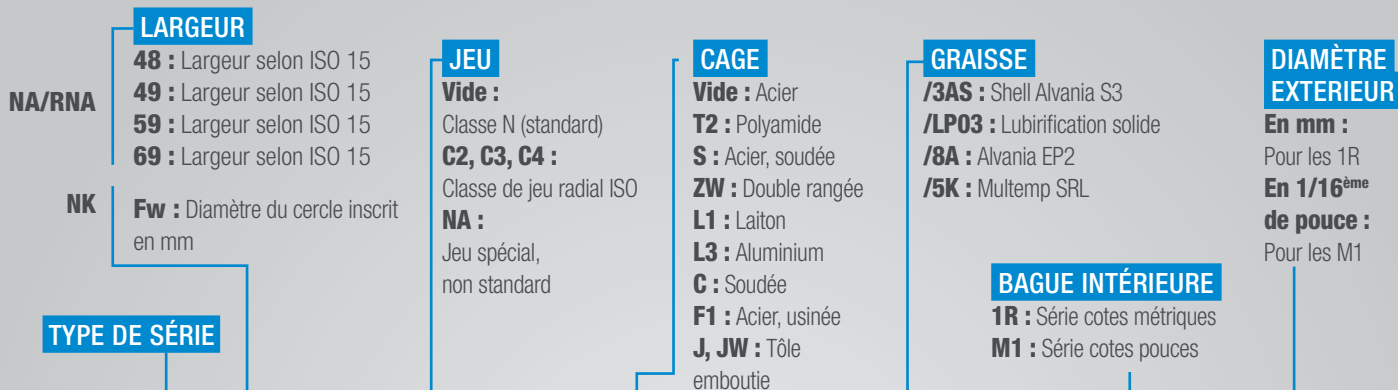 LARGEUR
48 : Largeur selon ISO 15
49 : Largeur selon ISO 15
59 : Largeur selon ISO 15
69 : Largeur selon ISO 15
NA/RNA
NK
Fw : Diamètre du cercle inscrit
en mm
TYPE DE SÉRIE
JEU
Vide :
Classe N (standard)
C2, C3, C4 :
Classe de jeu radial ISO
NA :
Jeu spécial,
non standard
CAGE
Vide : Acier
T2 : Polyamide
S : Acier, soudée
ZW : Double rangée
L1 : Laiton
L3 : Aluminium
C : Soudée
F1 : Acier, usinée
J, JW : Tôle
emboutie
GRAISSE
/3AS : Shell Alvania S3
/LP03 : Lubirification solide
/8A : Alvania EP2
/5K : Multemp SRL
BAGUE INTÉRIEURE
1R : Série cotes métriques
M1 : Série cotes pouces
DIAMÈTRE
EXTERIEUR
En mm :
Pour les 1R
En 1/16ème
de pouce :
Pour les M1